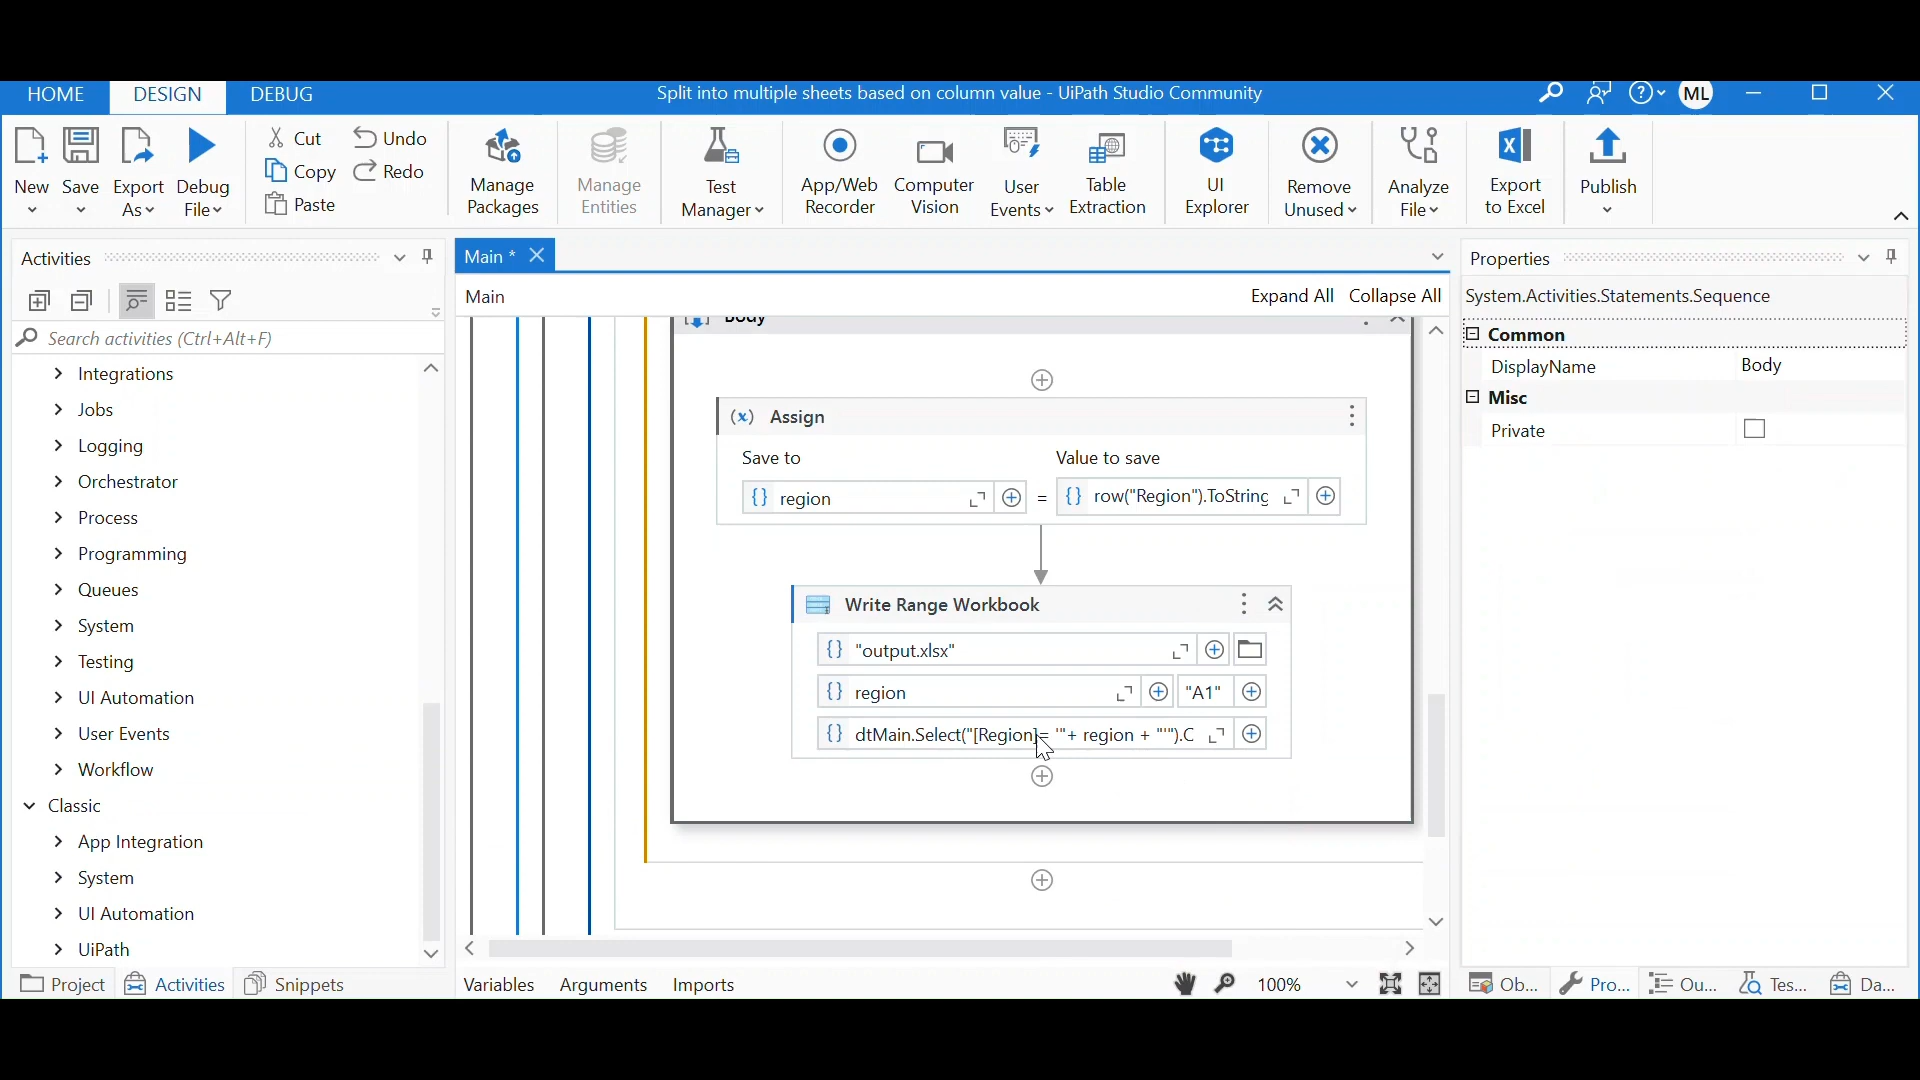 HOME DESIGN DEBUG Split into multiple sheets based on column value - UiPath Studio Community ML
New Save Export As Debug File
Cut Copy Paste Undo Redo
Manage Packages Manage Entities Test Manager App/Web Recorder Computer Vision User Events Table Extraction UI Explorer Remove Unused Analyze File Export to Excel Publish
Activities
Search activities (Ctrl+Alt+F)
Integrations
Jobs
Logging
Orchestrator
Process
Programming
Queues
System
Testing
UI Automation
User Events
Workflow
Classic
App Integration
System
UI Automation
UiPath
Project Activities Snippets
Main *
Main Expand All Collapse All
Body
(x) Assign
Save to Value to save
{} region = {} row("Region").ToString
Write Range Workbook
{} "output.xlsx"
{} region "A1"
{} dtMain.Select("[Region]= '"+ region + "'").C
Variables Arguments Imports 100%
Properties
System.Activities.Statements.Sequence
Common
DisplayName Body
Misc
Private
Ob... Pro... Ou... Tes... Da...